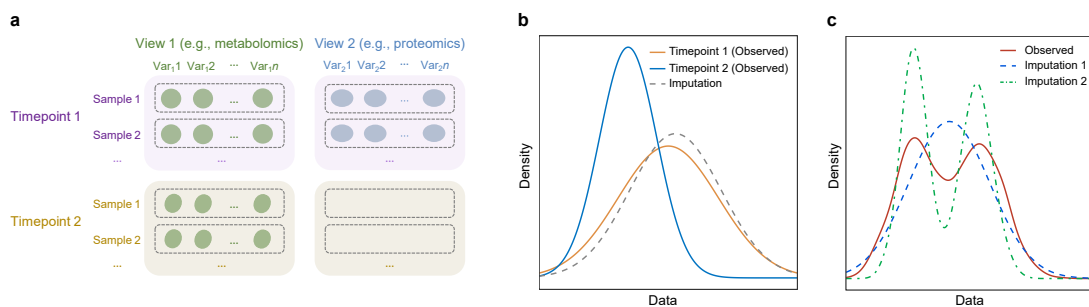 a
View 1 (e.g., metabolomics) View 2 (e.g., proteomics)
Var₁1 Var₁2 ... Var₁n Var₂1 Var₂2 ... Var₂n
Timepoint 1
Sample 1 ... ...
Sample 2 ... ...
... ... ...
Timepoint 2
Sample 1 ...
Sample 2 ...
... ... ...
b
Timepoint 1 (Observed)
Timepoint 2 (Observed)
Imputation
Density
Data
c
Observed
Imputation 1
Imputation 2
Density
Data